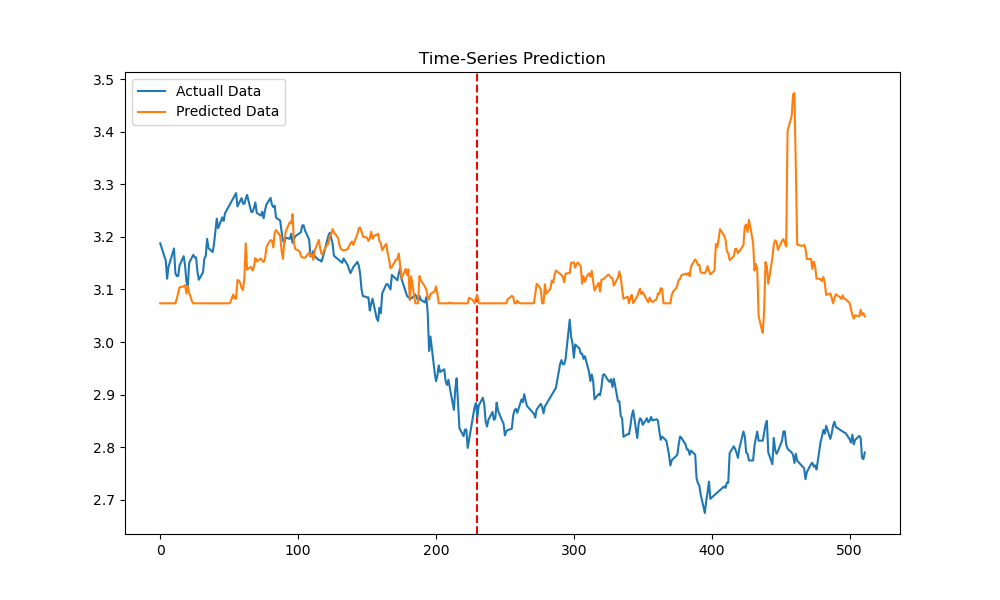 Time-Series Prediction
Actuall Data
Predicted Data
3.5
3.4
3.3
3.2
3.1
3.0
2.9
2.8
2.7
0 100 200 300 400 500